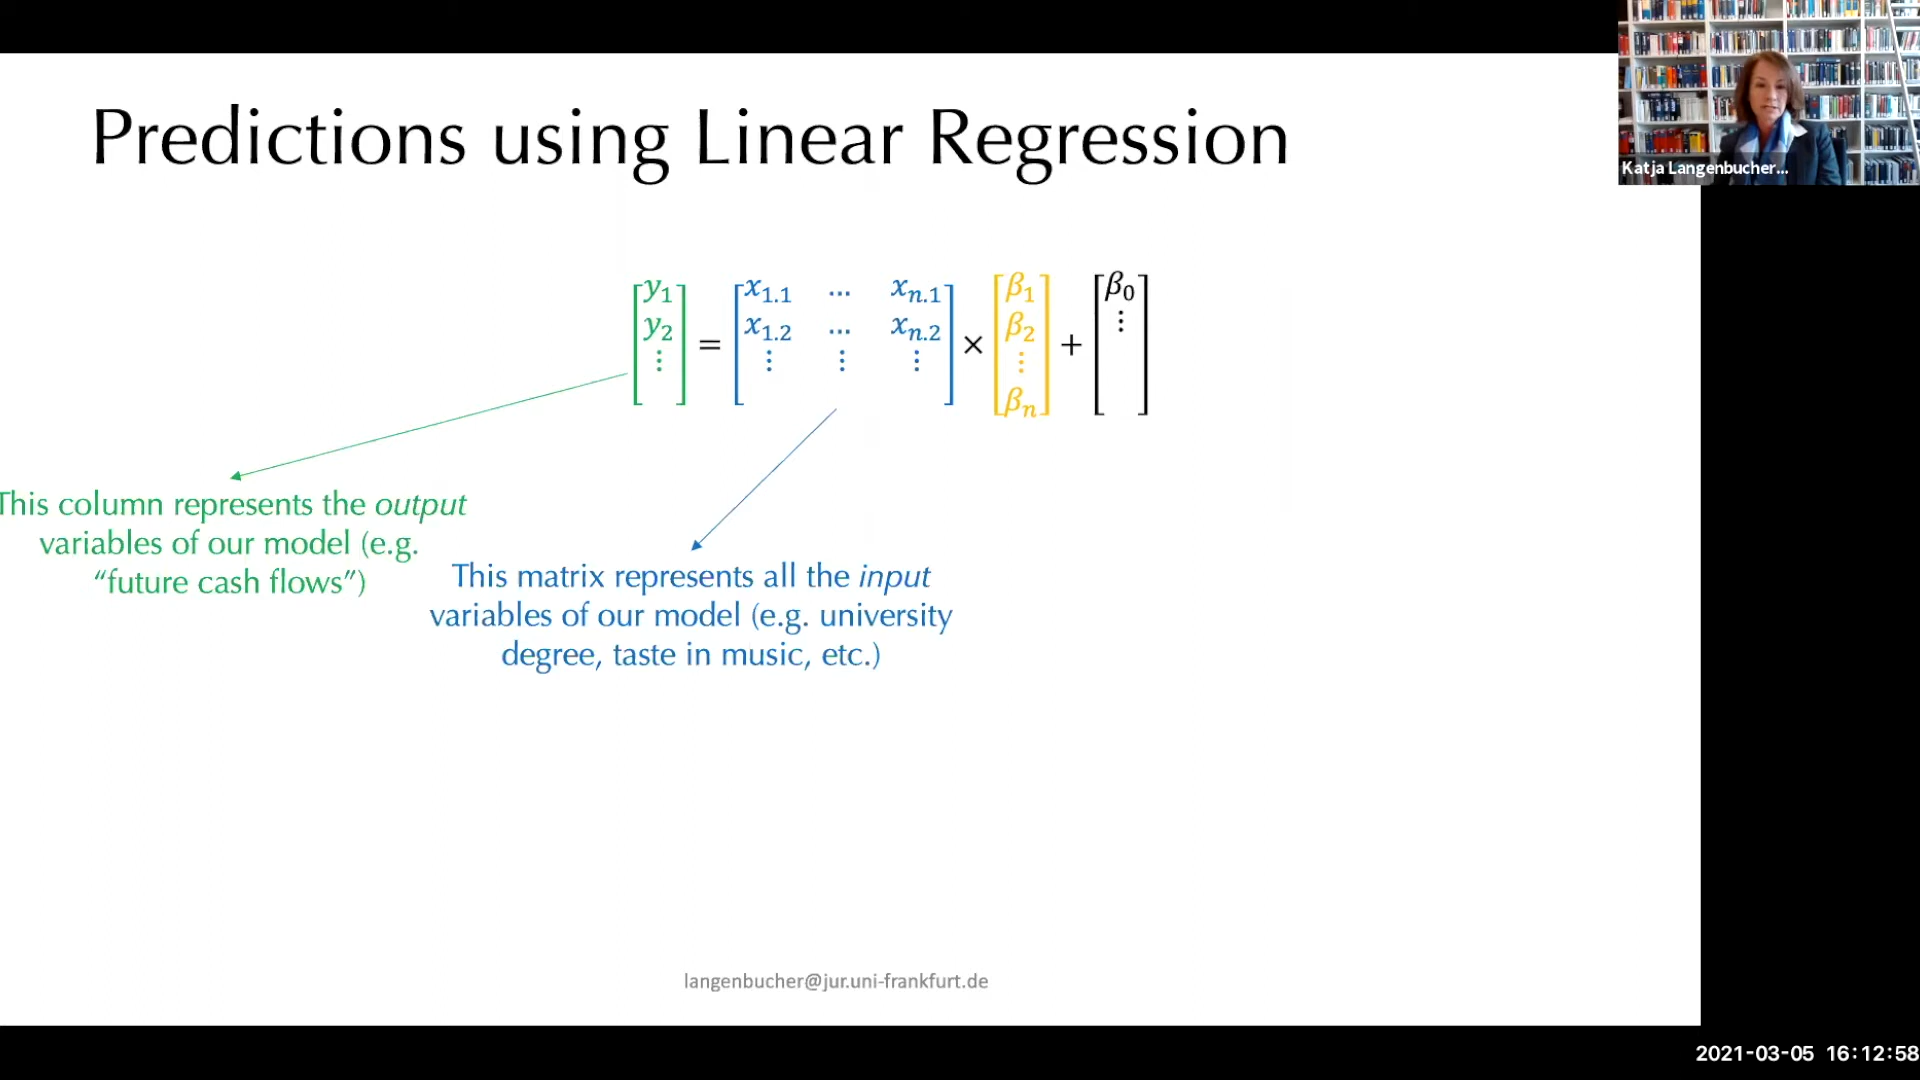 Predictions using Linear Regression
Katja Langenbucher...
y₁ x₁.₁ ... xₙ.₁ β₁ β₀
y₂ = x₁.₂ ... xₙ.₂ × β₂ + ⋮
⋮ ⋮ ⋮ ⋮ ⋮
βₙ
This column represents the output
variables of our model (e.g.
“future cash flows”)
This matrix represents all the input
variables of our model (e.g. university
degree, taste in music, etc.)
langenbucher@jur.uni-frankfurt.de
2021-03-05 16:12:58